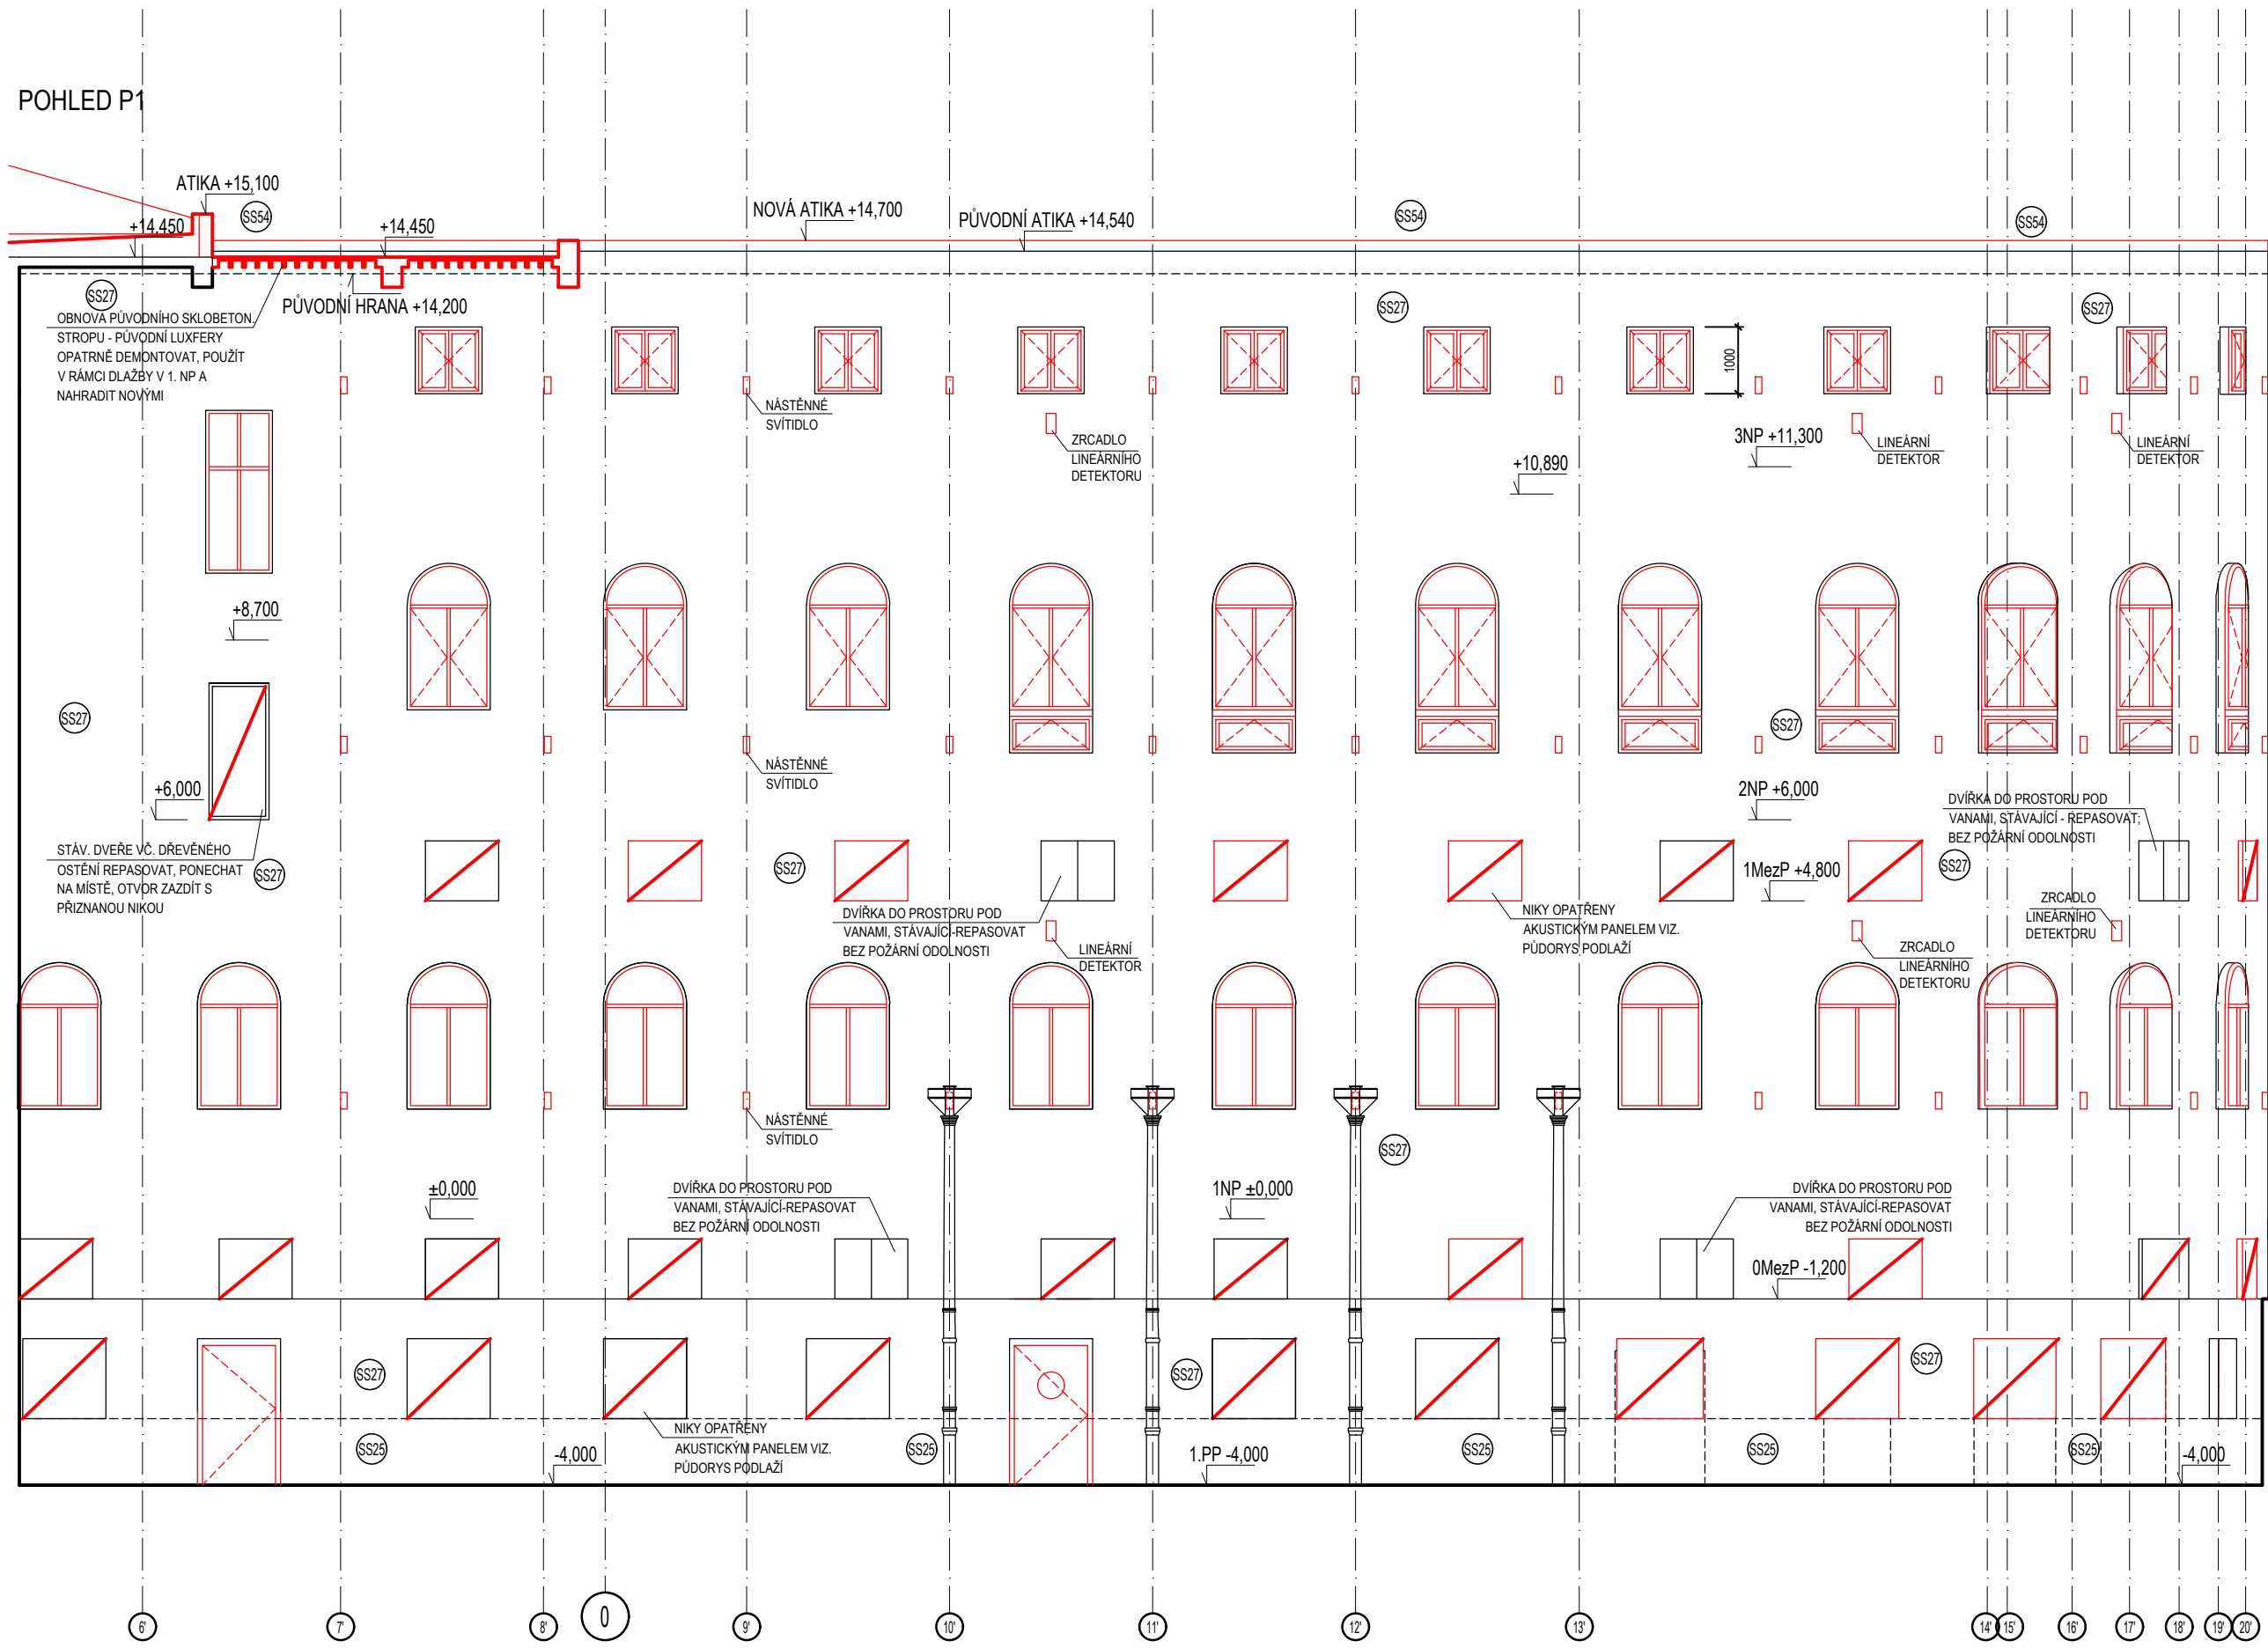 POHLED P1
ATIKA +15,100
SS54
+14,450
+14,450
NOVÁ ATIKA +14,700
PŮVODNÍ ATIKA +14,540
SS54
SS54
SS27
PŮVODNÍ HRANA +14,200
SS27
SS27
OBNOVA PŮVODNÍHO SKLOBETON.
STROPU - PŮVODNÍ LUXFERY
OPATRNĚ DEMONTOVAT, POUŽÍT
V RÁMCI DLAŽBY V 1. NP A
NAHRADIT NOVÝMI
1000
NÁSTĚNNÉ
SVÍTIDLO
ZRCADLO
LINEÁRNÍHO
DETEKTORU
3NP +11,300
LINEÁRNÍ
DETEKTOR
LINEÁRNÍ
DETEKTOR
+10,890
+8,700
SS27
SS27
NÁSTĚNNÉ
SVÍTIDLO
+6,000
2NP +6,000
DVÍŘKA DO PROSTORU POD
VANAMI, STÁVAJÍCÍ - REPASOVAT;
BEZ POŽÁRNÍ ODOLNOSTI
STÁV. DVEŘE VČ. DŘEVĚNÉHO
OSTĚNÍ REPASOVAT, PONECHAT
NA MÍSTĚ, OTVOR ZAZDÍT S
PŘIZNANOU NIKOU
SS27
SS27
1MezP +4,800
SS27
DVÍŘKA DO PROSTORU POD
VANAMI, STÁVAJÍCÍ-REPASOVAT
BEZ POŽÁRNÍ ODOLNOSTI
LINEÁRNÍ
DETEKTOR
NIKY OPATŘENY
AKUSTICKÝM PANELEM VIZ.
PŮDORYS PODLAŽÍ
ZRCADLO
LINEÁRNÍHO
DETEKTORU
ZRCADLO
LINEÁRNÍHO
DETEKTORU
NÁSTĚNNÉ
SVÍTIDLO
SS27
±0,000
DVÍŘKA DO PROSTORU POD
VANAMI, STÁVAJÍCÍ-REPASOVAT
BEZ POŽÁRNÍ ODOLNOSTI
1NP ±0,000
DVÍŘKA DO PROSTORU POD
VANAMI, STÁVAJÍCÍ-REPASOVAT
BEZ POŽÁRNÍ ODOLNOSTI
0MezP -1,200
SS27
SS27
SS27
NIKY OPATŘENY
AKUSTICKÝM PANELEM VIZ.
PŮDORYS PODLAŽÍ
SS25
-4,000
SS25
1.PP -4,000
SS25
SS25
SS25
-4,000
6' 7' 8' 0 9' 10' 11' 12' 13' 14' 15' 16' 17' 18' 19' 20'